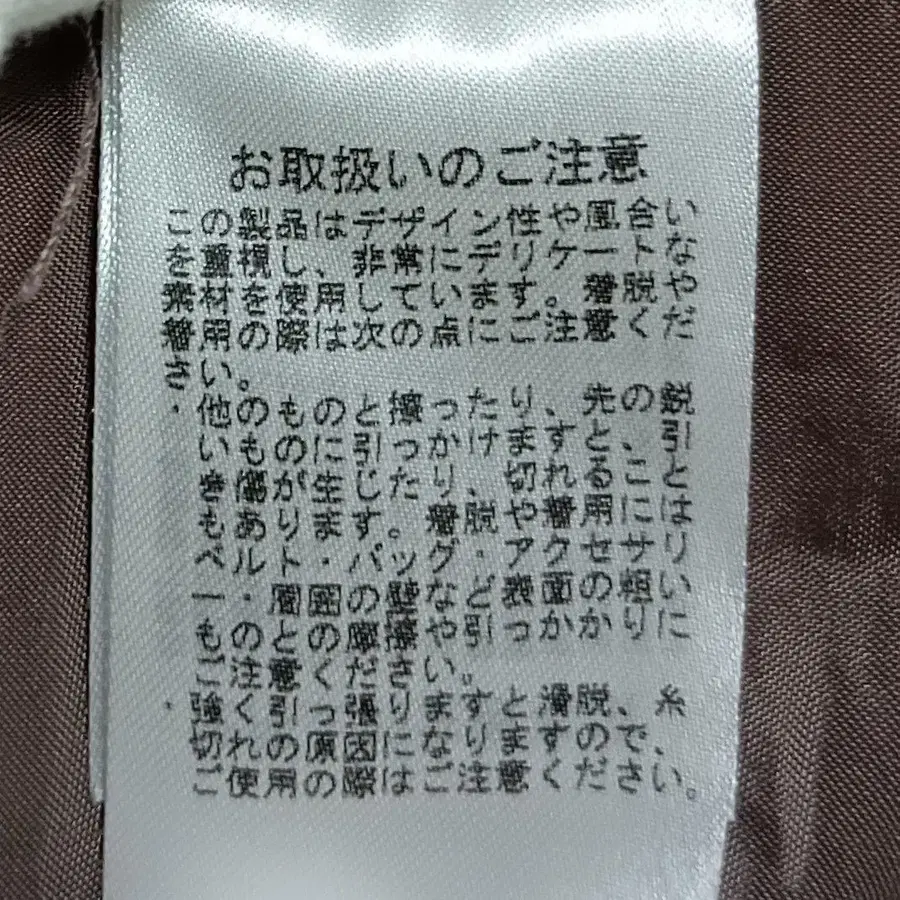 お取扱いのご注意
この製品はデザイン性や風合い
を重視し、非常にデリケートな
素材を使用しています。着脱や
着用の際は次の点にご注意くだ
さい。
・他のものと擦ったり、先の鋭
いものに引っかけますと、引
き傷が生じたり、切れること
もあります。着脱や着用には
ベルト・バッグ・アクセサリ
ー・周囲の壁など表面の粗い
ものとの摩擦や引っかかりに
ご注意ください。
・強く引っ張りますと滑脱、糸
切れの原因になりますので、
ご使用の際はご注意ください。